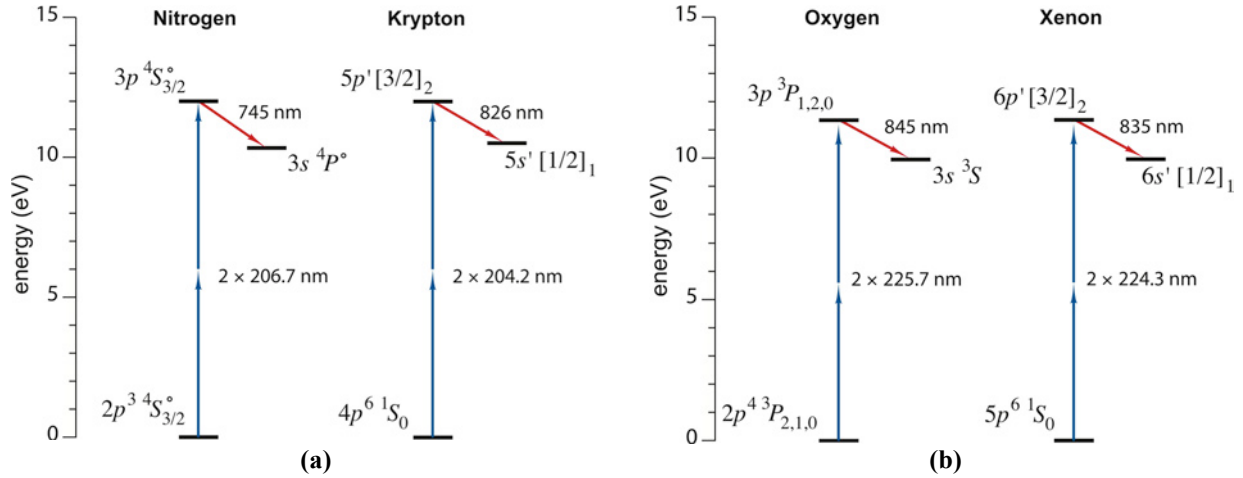 Nitrogen
Krypton
15
10
5
0
energy (eV)
3p ⁴S°₃/₂
745 nm
3s ⁴P°
2 × 206.7 nm
2p³ ⁴S°₃/₂
5p' [3/2]₂
826 nm
5s' [1/2]₁
2 × 204.2 nm
4p⁶ ¹S₀
(a)
Oxygen
Xenon
15
10
5
0
energy (eV)
3p ³P₁,₂,₀
845 nm
3s ³S
2 × 225.7 nm
2p⁴ ³P₂,₁,₀
6p' [3/2]₂
835 nm
6s' [1/2]₁
2 × 224.3 nm
5p⁶ ¹S₀
(b)